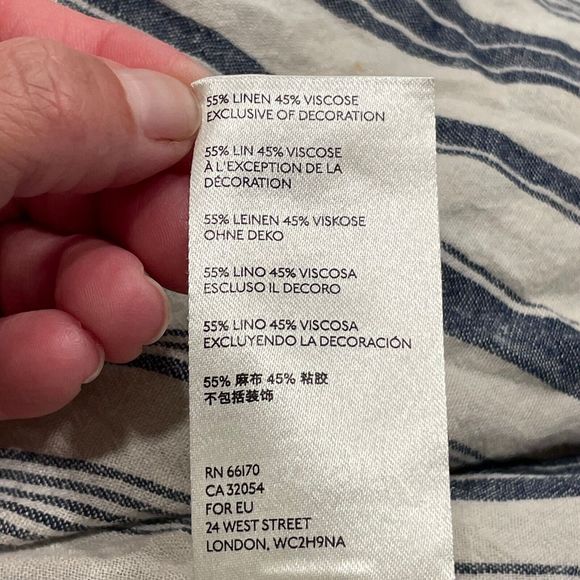 55% LINEN 45% VISCOSE
EXCLUSIVE OF DECORATION
55% LIN 45% VISCOSE
À L'EXCEPTION DE LA
DÉCORATION
55% LEINEN 45% VISKOSE
OHNE DEKO
55% LINO 45% VISCOSA
ESCLUSO IL DECORO
55% LINO 45% VISCOSA
EXCLUYENDO LA DECORACIÓN
55% 麻布 45% 粘胶
不包括装饰
RN 66170
CA 32054
FOR EU
24 WEST STREET
LONDON, WC2H9NA